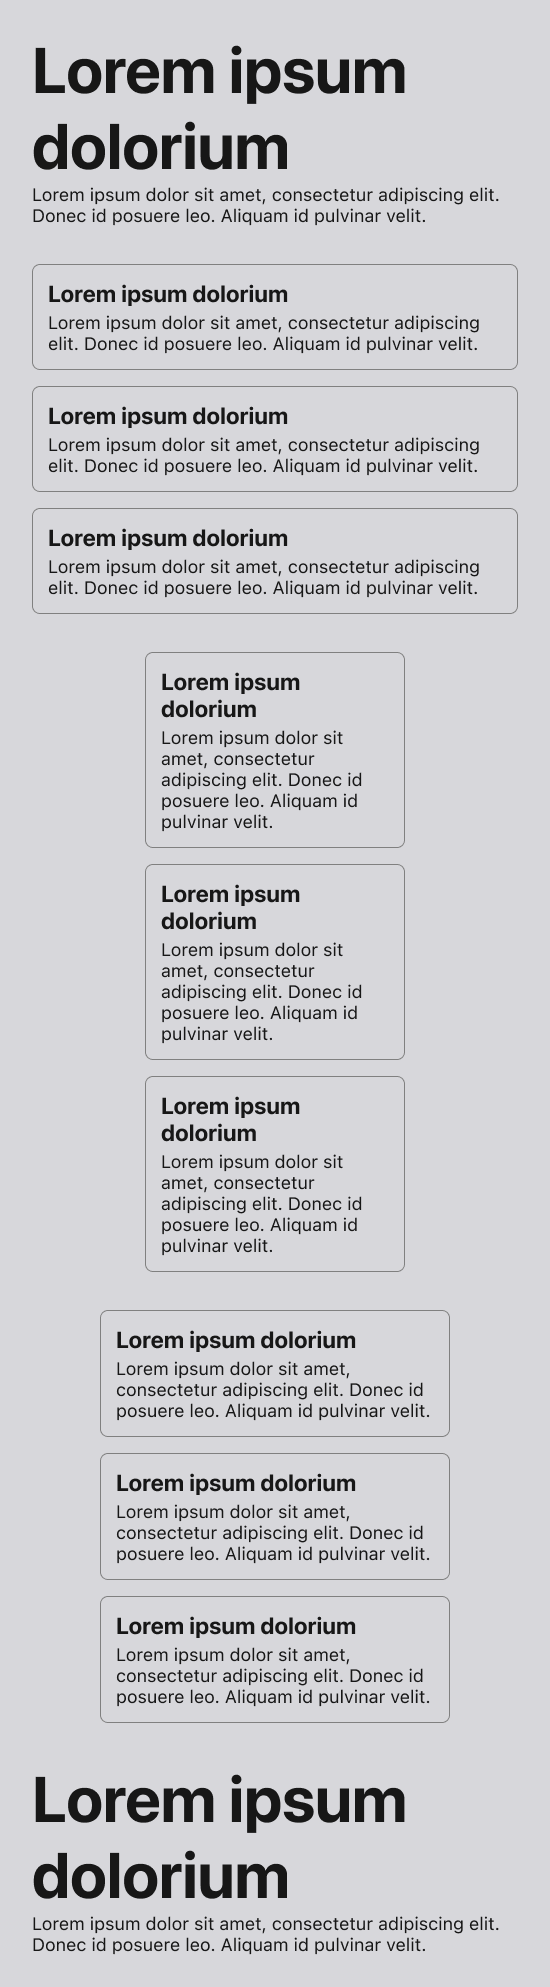 Lorem ipsum
dolorium
Lorem ipsum dolor sit amet, consectetur adipiscing elit.
Donec id posuere leo. Aliquam id pulvinar velit.
Lorem ipsum dolorium
Lorem ipsum dolor sit amet, consectetur adipiscing
elit. Donec id posuere leo. Aliquam id pulvinar velit.
Lorem ipsum dolorium
Lorem ipsum dolor sit amet, consectetur adipiscing
elit. Donec id posuere leo. Aliquam id pulvinar velit.
Lorem ipsum dolorium
Lorem ipsum dolor sit amet, consectetur adipiscing
elit. Donec id posuere leo. Aliquam id pulvinar velit.
Lorem ipsum
dolorium
Lorem ipsum dolor sit
amet, consectetur
adipiscing elit. Donec id
posuere leo. Aliquam id
pulvinar velit.
Lorem ipsum
dolorium
Lorem ipsum dolor sit
amet, consectetur
adipiscing elit. Donec id
posuere leo. Aliquam id
pulvinar velit.
Lorem ipsum
dolorium
Lorem ipsum dolor sit
amet, consectetur
adipiscing elit. Donec id
posuere leo. Aliquam id
pulvinar velit.
Lorem ipsum dolorium
Lorem ipsum dolor sit amet,
consectetur adipiscing elit. Donec id
posuere leo. Aliquam id pulvinar velit.
Lorem ipsum dolorium
Lorem ipsum dolor sit amet,
consectetur adipiscing elit. Donec id
posuere leo. Aliquam id pulvinar velit.
Lorem ipsum dolorium
Lorem ipsum dolor sit amet,
consectetur adipiscing elit. Donec id
posuere leo. Aliquam id pulvinar velit.
Lorem ipsum
dolorium
Lorem ipsum dolor sit amet, consectetur adipiscing elit.
Donec id posuere leo. Aliquam id pulvinar velit.